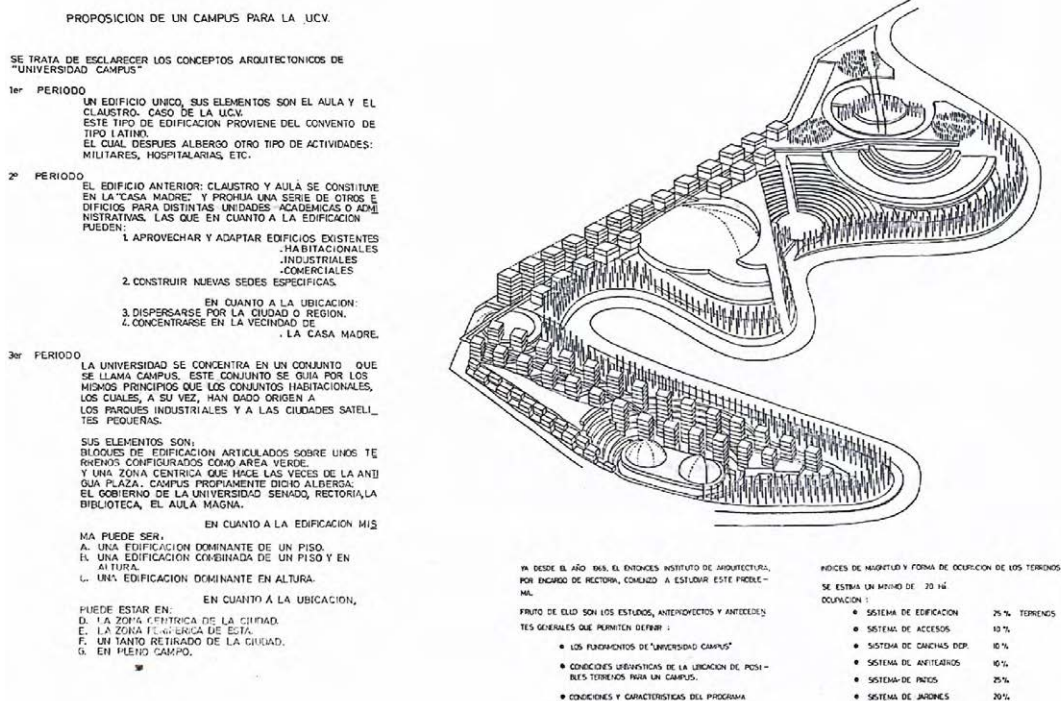 PROPOSICION DE UN CAMPUS PARA LA UCV.
SE TRATA DE ESCLARECER LOS CONCEPTOS ARQUITECTONICOS DE
"UNIVERSIDAD CAMPUS"
1er PERIODO
UN EDIFICIO UNICO, SUS ELEMENTOS SON EL AULA Y EL
CLAUSTRO. CASO DE LA U.C.V.
ESTE TIPO DE EDIFICACION PROVIENE DEL CONVENTO DE
TIPO LATINO.
EL CUAL DESPUES ALBERGO OTRO TIPO DE ACTIVIDADES:
MILITARES, HOSPITALARIAS, ETC.
2º PERIODO
EL EDIFICIO ANTERIOR: CLAUSTRO Y AULA SE CONSTITUYE
EN LA "CASA MADRE," Y PROHIJA UNA SERIE DE OTROS E
DIFICIOS PARA DISTINTAS UNIDADES ACADEMICAS O ADMI
NISTRATIVAS. LAS QUE EN CUANTO A LA EDIFICACION
PUEDEN:
1. APROVECHAR Y ADAPTAR EDIFICIOS EXISTENTES
.HABITACIONALES
.INDUSTRIALES
.COMERCIALES
2. CONSTRUIR NUEVAS SEDES ESPECIFICAS.
EN CUANTO A LA UBICACION:
3. DISPERSARSE POR LA CIUDAD O REGION.
4. CONCENTRARSE EN LA VECINDAD DE
. LA CASA MADRE.
3er PERIODO
LA UNIVERSIDAD SE CONCENTRA EN UN CONJUNTO QUE
SE LLAMA CAMPUS. ESTE CONJUNTO SE GUIA POR LOS
MISMOS PRINCIPIOS QUE LOS CONJUNTOS HABITACIONALES,
LOS CUALES, A SU VEZ, HAN DADO ORIGEN A
LOS PARQUES INDUSTRIALES Y A LAS CIUDADES SATELI_
TES PEQUEÑAS.
SUS ELEMENTOS SON:
BLOQUES DE EDIFICACION ARTICULADOS SOBRE UNOS TE
RRENOS CONFIGURADOS COMO AREA VERDE.
Y UNA ZONA CENTRICA QUE HACE LAS VECES DE LA ANTI
GUA PLAZA. CAMPUS PROPIAMENTE DICHO ALBERGA:
EL GOBIERNO DE LA UNIVERSIDAD SENADO, RECTORIA, LA
BIBLIOTECA, EL AULA MAGNA.
EN CUANTO A LA EDIFICACION MIS
MA PUEDE SER:
A. UNA EDIFICACION DOMINANTE DE UN PISO.
B. UNA EDIFICACION COMBINADA DE UN PISO Y EN
ALTURA.
C. UNA EDIFICACION DOMINANTE EN ALTURA.
EN CUANTO A LA UBICACION,
PUEDE ESTAR EN:
D. LA ZONA CENTRICA DE LA CIUDAD.
E. LA ZONA PERIFERICA DE ESTA.
F. UN TANTO RETIRADO DE LA CIUDAD.
G. EN PLENO CAMPO.
YA DESDE EL AÑO 1969, EL ENTONCES INSTITUTO DE ARQUITECTURA,
POR ENCARGO DE RECTORIA, COMENZO A ESTUDIAR ESTE PROBLE-
MA.
FRUTO DE ELLO SON LOS ESTUDIOS, ANTEPROYECTOS Y ANTECEDEN
TES GENERALES QUE PERMITEN DEFINIR :
• LOS FUNDAMENTOS DE "UNIVERSIDAD CAMPUS"
• CONDICIONES URBANISTICAS DE LA UBICACION DE POSI-
BLES TERRENOS PARA UN CAMPUS.
• CONDICIONES Y CARACTERISTICAS DEL PROGRAMA
INDICES DE MAGNITUD Y FORMA DE OCUPACION DE LOS TERRENOS
SE ESTIMA UN MINIMO DE 20 Há.
OCUPACION :
• SISTEMA DE EDIFICACION 25 % TERRENOS
• SISTEMA DE ACCESOS 10 %
• SISTEMA DE CANCHAS DEP. 10 %
• SISTEMA DE ANFITEATROS 10 %
• SISTEMA DE PATIOS 25 %
• SISTEMA DE JARDINES 20 %